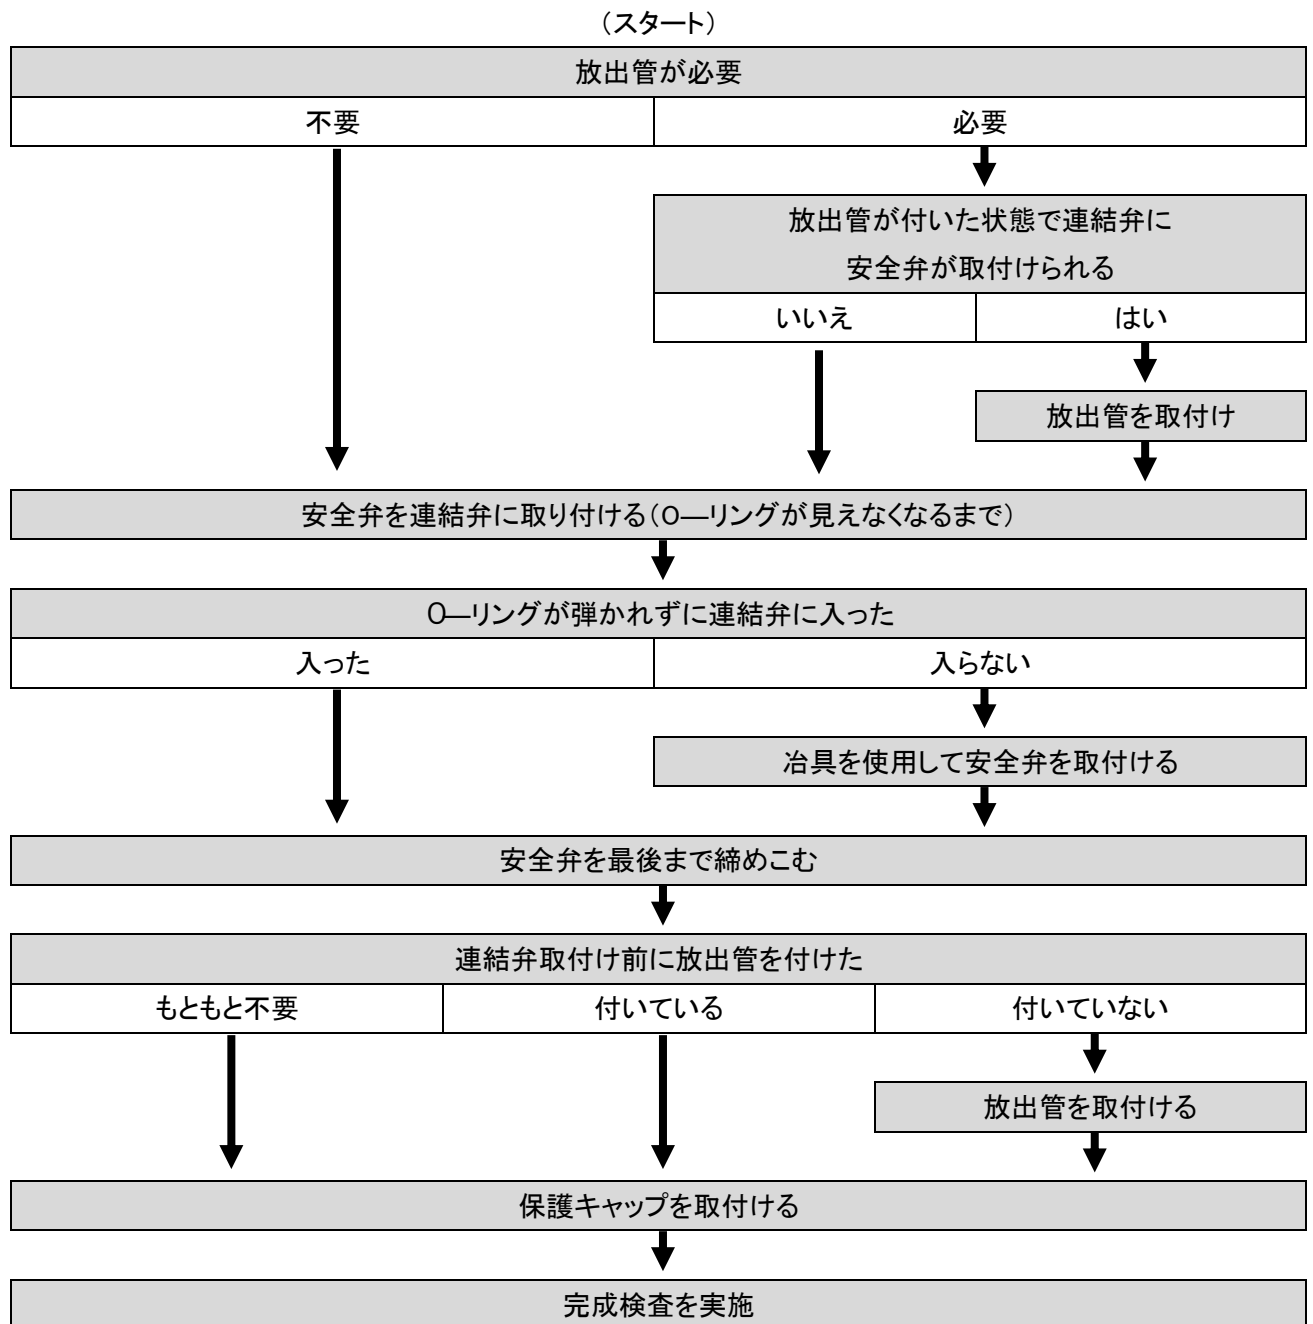 (スタート)
放出管が必要
不要
必要
放出管が付いた状態で連結弁に
安全弁が取付けられる
いいえ
はい
放出管を取付け
安全弁を連結弁に取り付ける(O―リングが見えなくなるまで)
O―リングが弾かれずに連結弁に入った
入った
入らない
冶具を使用して安全弁を取付ける
安全弁を最後まで締めこむ
連結弁取付け前に放出管を付けた
もともと不要
付いている
付いていない
放出管を取付ける
保護キャップを取付ける
完成検査を実施